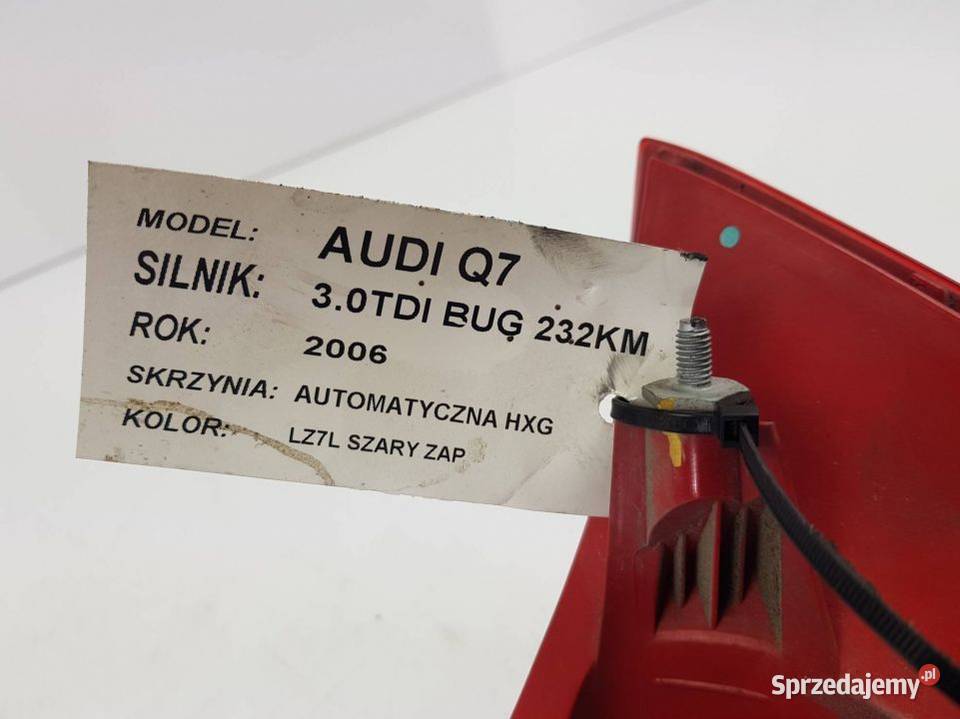 MODEL: AUDI Q7
SILNIK: 3.0TDI BUG 232KM
ROK: 2006
SKRZYNIA: AUTOMATYCZNA HXG
KOLOR: LZ7L SZARY ZAP
Sprzedajemy.pl